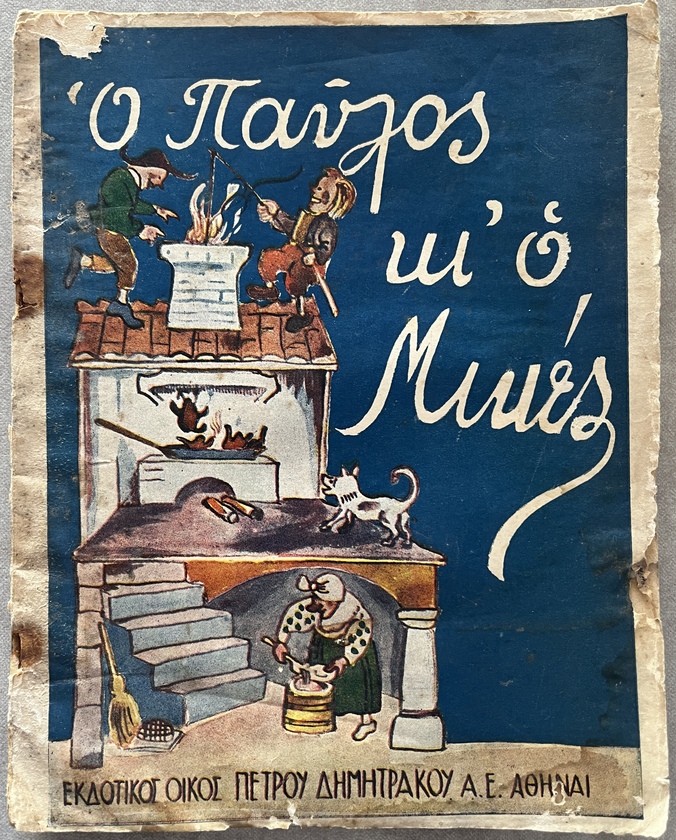 Ὁ Παῦλος
κι' ὁ
Μικές
ΕΚΔΟΤΙΚΟΣ ΟΙΚΟΣ ΠΕΤΡΟΥ ΔΗΜΗΤΡΑΚΟΥ Α.Ε. ΑΘΗΝΑΙ